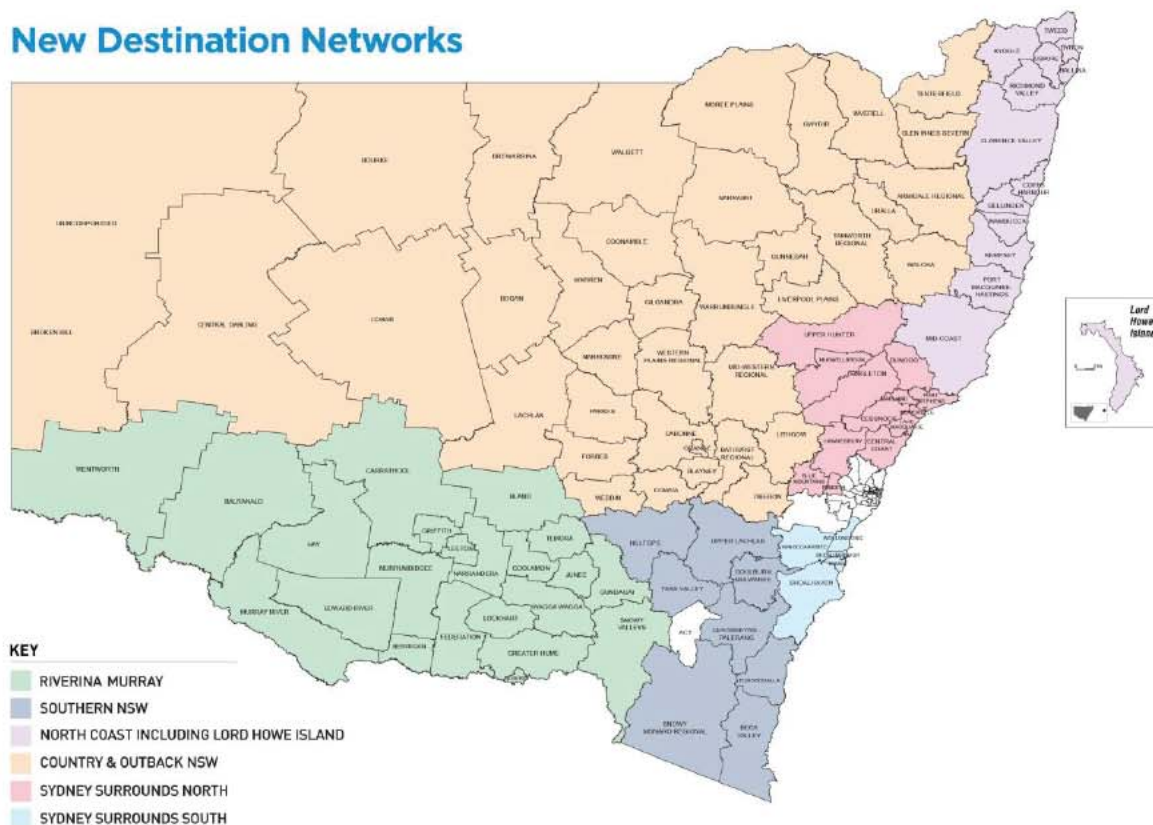 New Destination Networks
TWEED
KYOGLE
BYRON
BALLINA
RICHMOND
VALLEY
TENTERFIELD
MOREE PLAINS
GWYDIR
INVERELL
GLEN INNES SEVERN
CLARENCE VALLEY
BOURKE
BREWARRINA
WALGETT
COFFS
HARBOUR
BELLINGEN
NAMBUCCA
NARRABRI
ARMIDALE REGIONAL
URALLA
UNINCORPORATED
COONAMBLE
TAMWORTH
REGIONAL
GUNNEDAH
WALCHA
KEMPSEY
PORT
MACQUARIE-
HASTINGS
WARREN
BOGAN
GILGANDRA
WARRUMBUNGLE
LIVERPOOL PLAINS
Lord
Howe
Island
BROKEN HILL
CENTRAL DARLING
COBAR
UPPER HUNTER
MID-COAST
NARROMINE
WESTERN
PLAINS REGIONAL
MID-WESTERN
REGIONAL
MUSWELLBROOK
DUNGOG
SINGLETON
LACHLAN
PARKES
CESSNOCK
CABONNE
LITHGOW
HAWKESBURY
CENTRAL
COAST
FORBES
ORANGE
BATHURST
REGIONAL
BLAYNEY
BLUE
MOUNTAINS
WEDDIN
COWRA
OBERON
WENTWORTH
CARRATHOOL
BALRANALD
BLAND
HILLTOPS
UPPER LACHLAN
GRIFFITH
LEETON
TEMORA
HAY
MURRUMBIDGEE
NARRANDERA
COOLAMON
JUNEE
GOULBURN
MULWAREE
YASS VALLEY
SHOALHAVEN
GUNDAGAI
MURRAY RIVER
EDWARD RIVER
WAGGA WAGGA
LOCKHART
SNOWY
VALLEYS
ACT
PALERANG
FEDERATION
BERRIGAN
GREATER HUME
EUROBODALLA
SNOWY
MONARO REGIONAL
BEGA
VALLEY
KEY
RIVERINA MURRAY
SOUTHERN NSW
NORTH COAST INCLUDING LORD HOWE ISLAND
COUNTRY & OUTBACK NSW
SYDNEY SURROUNDS NORTH
SYDNEY SURROUNDS SOUTH